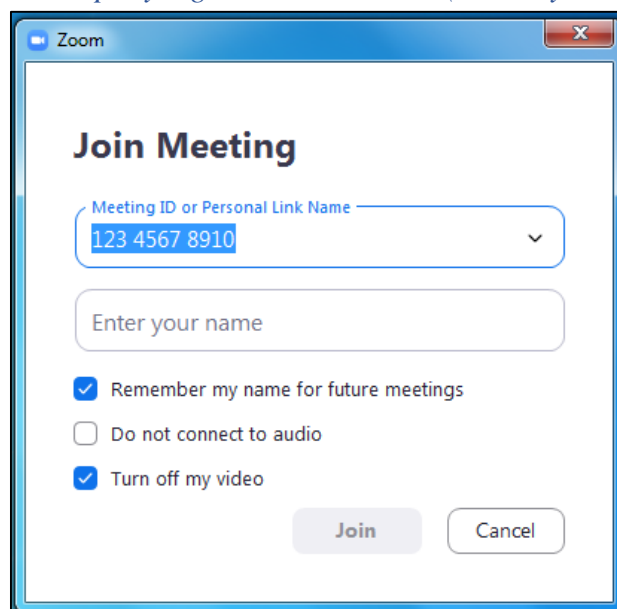 Zoom
Join Meeting
Meeting ID or Personal Link Name
123 4567 8910
Enter your name
Remember my name for future meetings
Do not connect to audio
Turn off my video
Join Cancel